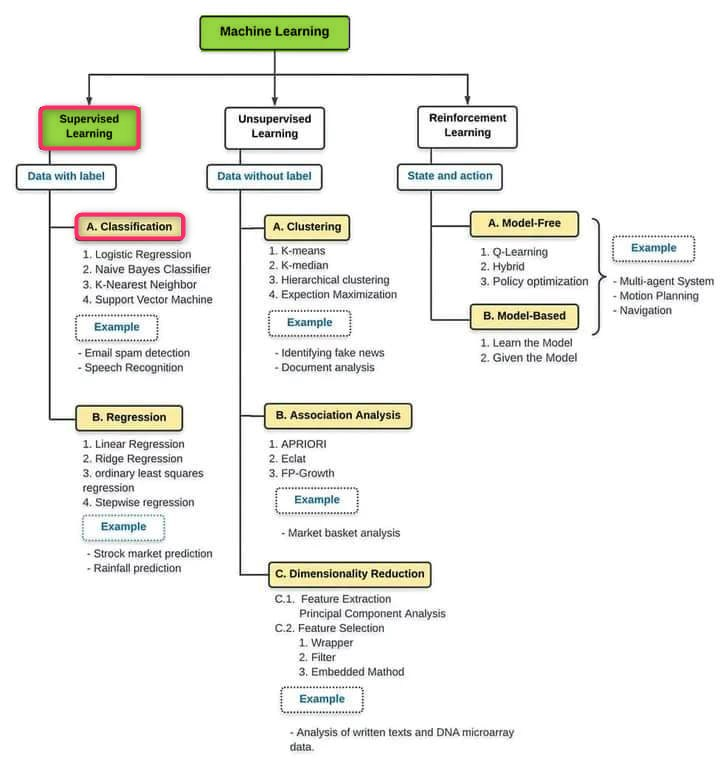 Machine Learning
Supervised
Learning
Data with label
A. Classification
1. Logistic Regression
2. Naive Bayes Classifier
3. K-Nearest Neighbor
4. Support Vector Machine
Example
- Email spam detection
- Speech Recognition
B. Regression
1. Linear Regression
2. Ridge Regression
3. ordinary least squares
regression
4. Stepwise regression
Example
- Strock market prediction
- Rainfall prediction
Unsupervised
Learning
Data without label
A. Clustering
1. K-means
2. K-median
3. Hierarchical clustering
4. Expection Maximization
Example
- Identifying fake news
- Document analysis
B. Association Analysis
1. APRIORI
2. Eclat
3. FP-Growth
Example
- Market basket analysis
C. Dimensionality Reduction
C.1. Feature Extraction
Principal Component Analysis
C.2. Feature Selection
1. Wrapper
2. Filter
3. Embedded Mathod
Example
- Analysis of written texts and DNA microarray
data.
Reinforcement
Learning
State and action
A. Model-Free
1. Q-Learning
2. Hybrid
3. Policy optimization
B. Model-Based
1. Learn the Model
2. Given the Model
Example
- Multi-agent System
- Motion Planning
- Navigation